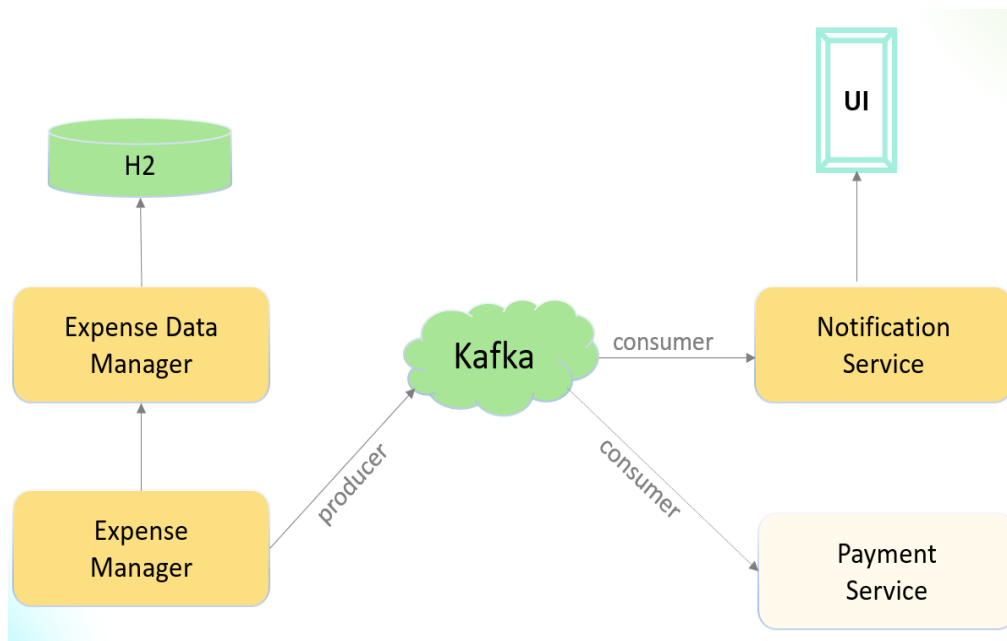 UI
H2
Expense Data
Manager
Kafka
consumer
Notification
Service
producer
consumer
Expense
Manager
Payment
Service